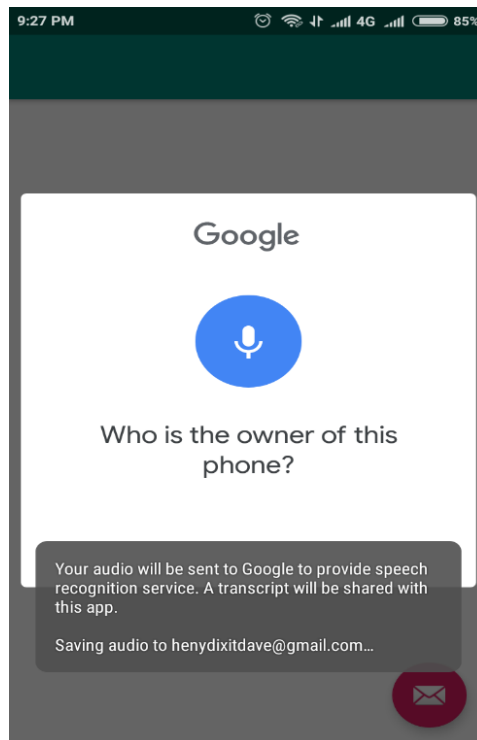 9:27 PM 4G 85%
Google
Who is the owner of this
phone?
Your audio will be sent to Google to provide speech
recognition service. A transcript will be shared with
this app.
Saving audio to henydixitdave@gmail.com...